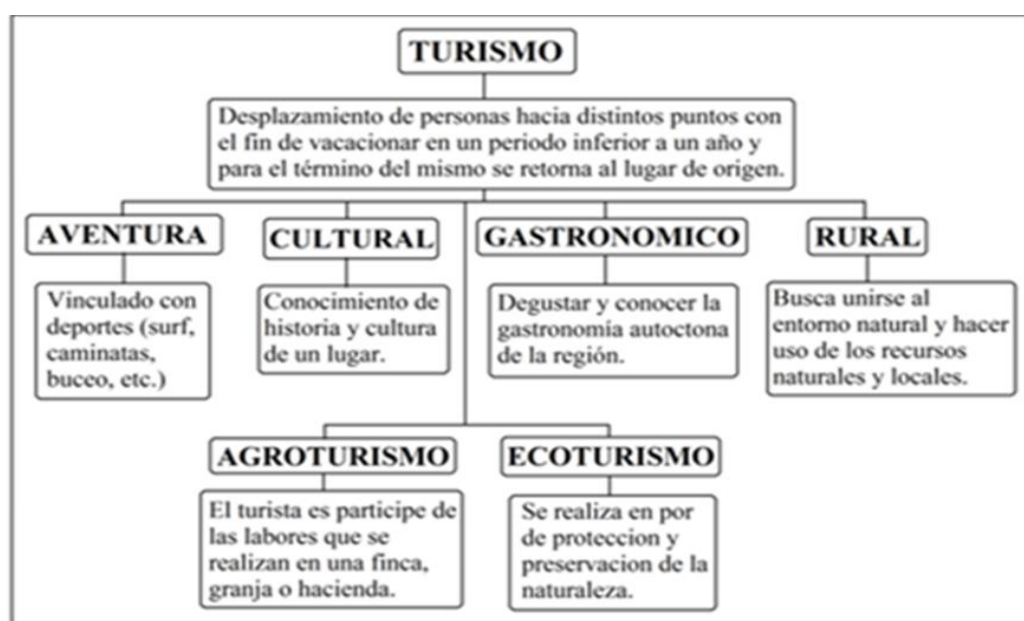 TURISMO
Desplazamiento de personas hacia distintos puntos con
el fin de vacacionar en un periodo inferior a un año y
para el término del mismo se retorna al lugar de origen.
AVENTURA
Vinculado con
deportes (surf,
caminatas,
buceo, etc.)
CULTURAL
Conocimiento de
historia y cultura
de un lugar.
GASTRONOMICO
Degustar y conocer la
gastronomía autoctona
de la región.
RURAL
Busca unirse al
entorno natural y hacer
uso de los recursos
naturales y locales.
AGROTURISMO
El turista es participe de
las labores que se
realizan en una finca,
granja o hacienda.
ECOTURISMO
Se realiza en por
de proteccion y
preservacion de la
naturaleza.